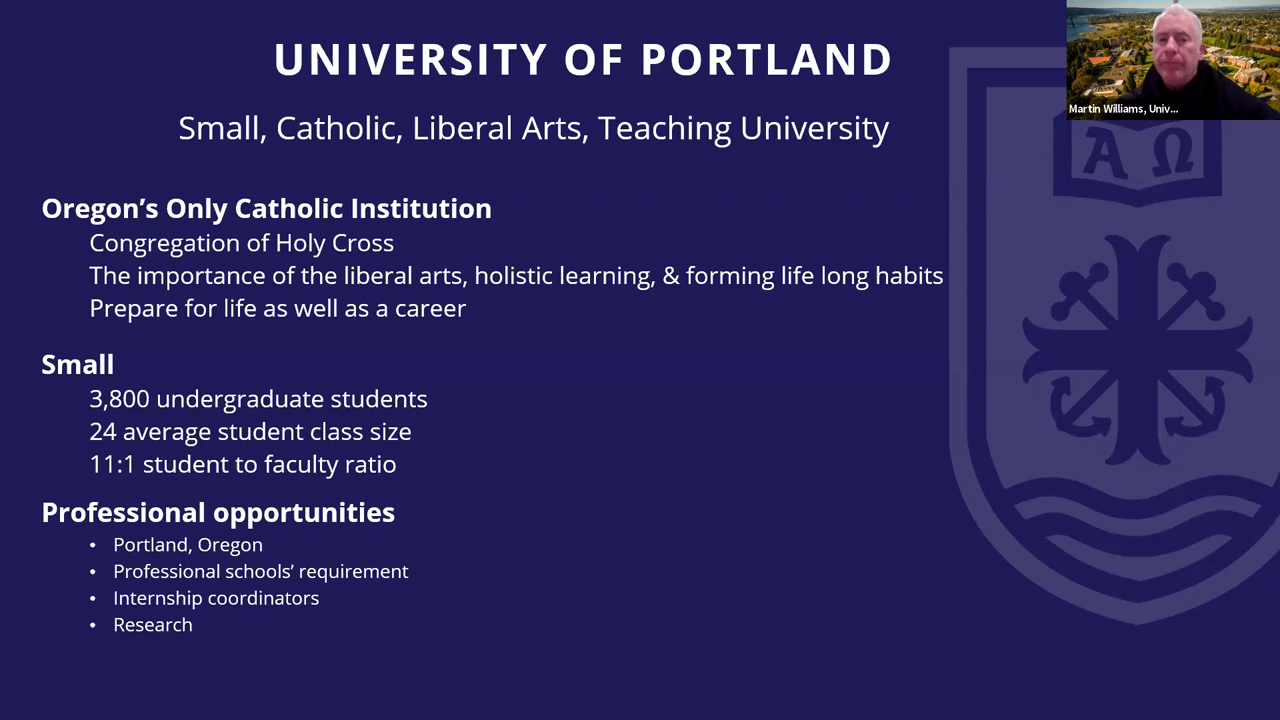 UNIVERSITY OF PORTLAND
Small, Catholic, Liberal Arts, Teaching University
Martin Williams, Univ...
Α Ω
Oregon’s Only Catholic Institution
Congregation of Holy Cross
The importance of the liberal arts, holistic learning, & forming life long habits
Prepare for life as well as a career
Small
3,800 undergraduate students
24 average student class size
11:1 student to faculty ratio
Professional opportunities
• Portland, Oregon
• Professional schools’ requirement
• Internship coordinators
• Research